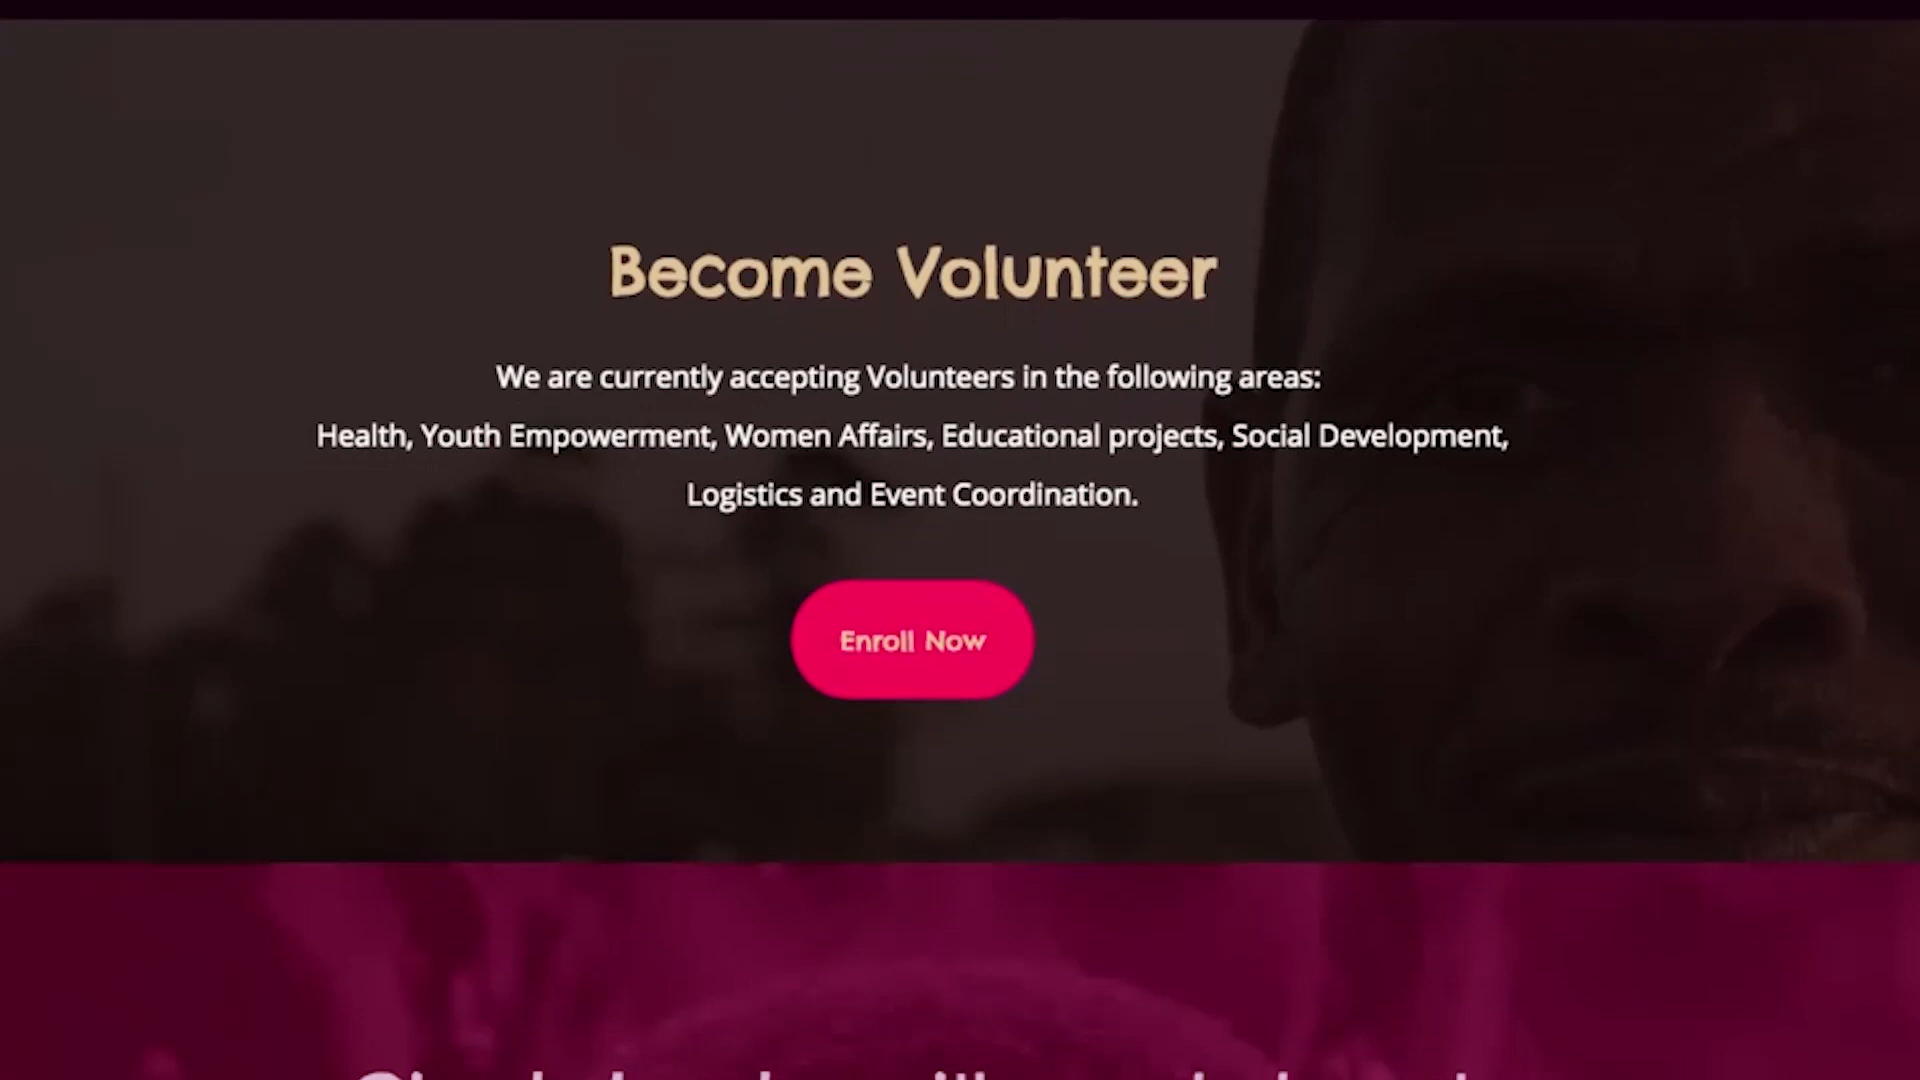 Become Volunteer
We are currently accepting Volunteers in the following areas:
Health, Youth Empowerment, Women Affairs, Educational projects, Social Development,
Logistics and Event Coordination.
Enroll Now